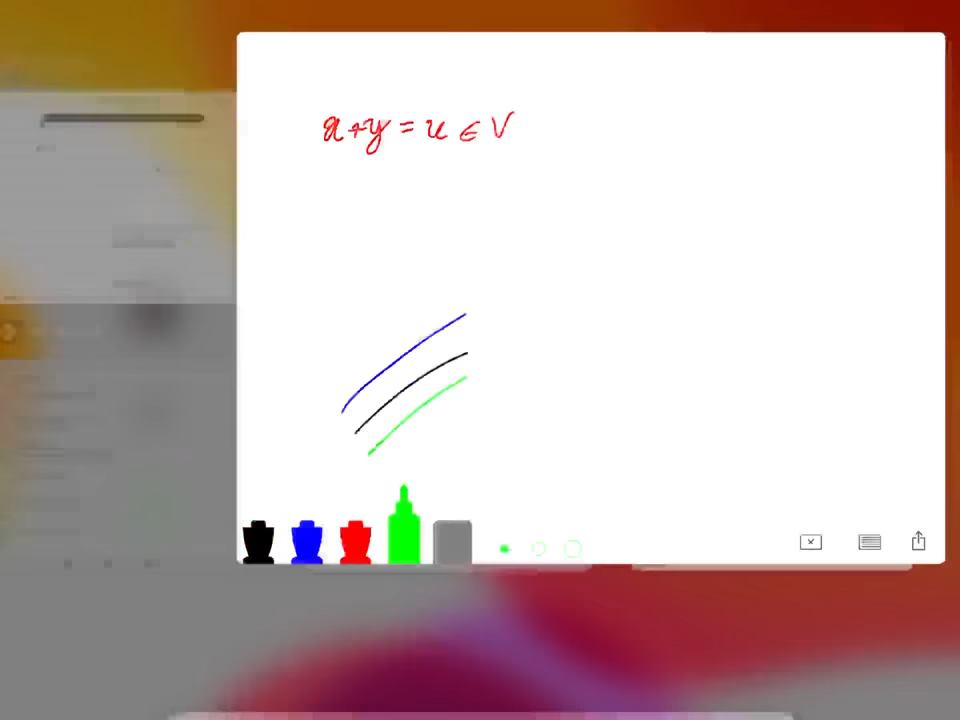 x+y = u ∈ V